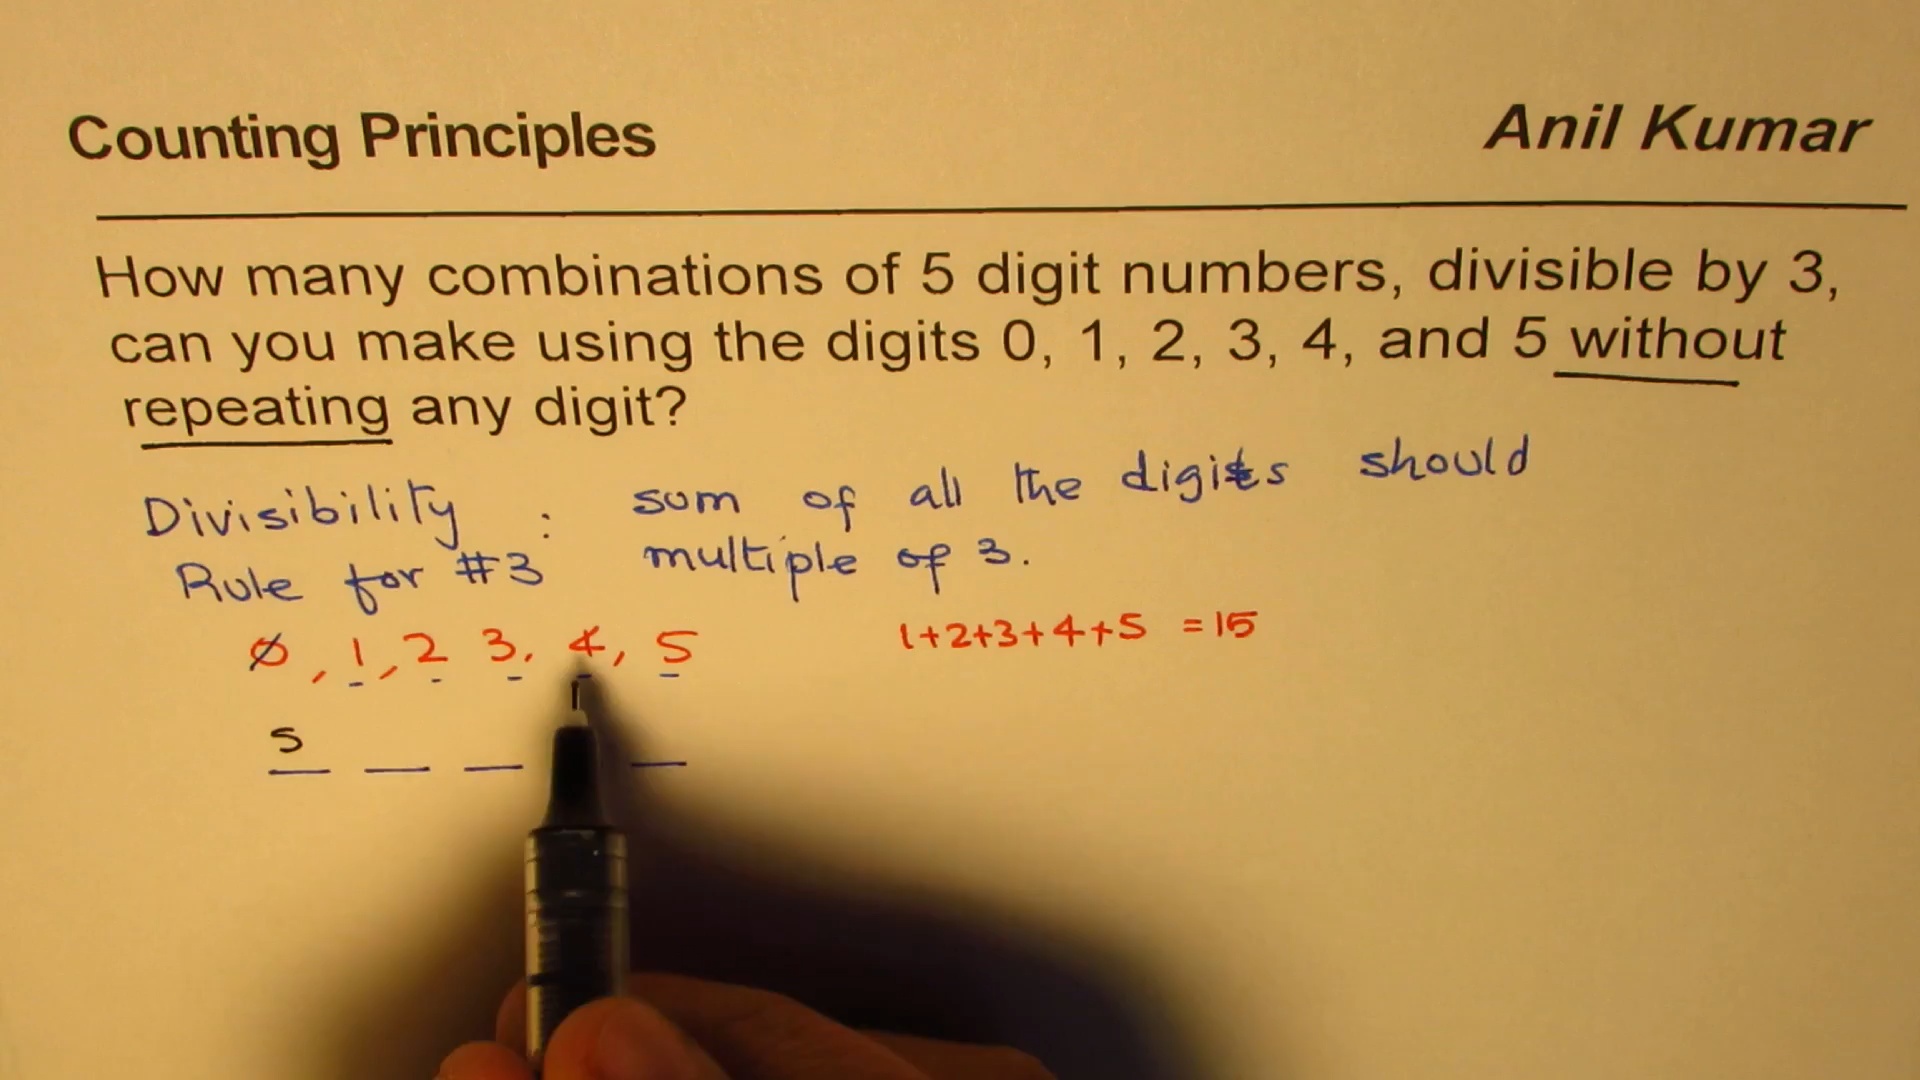 Counting Principles Anil Kumar
How many combinations of 5 digit numbers, divisible by 3,
can you make using the digits 0, 1, 2, 3, 4, and 5 without
repeating any digit?
Divisibility : sum of all the digits should
Rule for #3 multiple of 3.
0, 1, 2 3, 4, 5 1+2+3+4+5 = 15
5